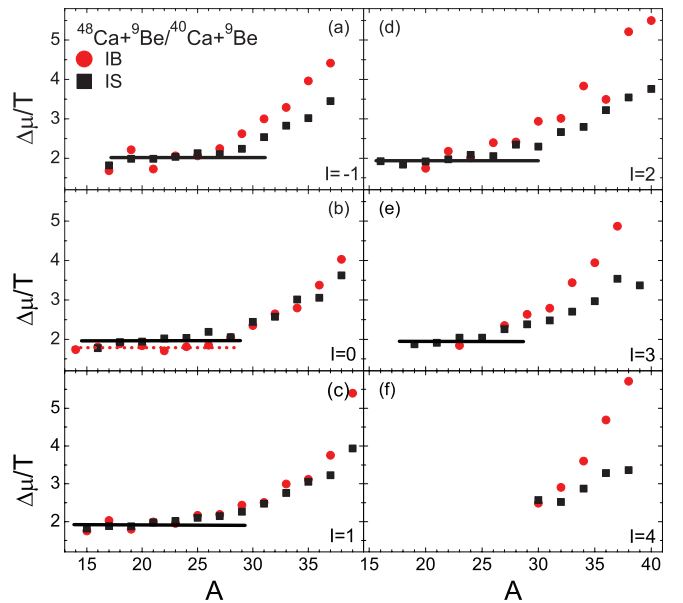 (a)
⁴⁸Ca+⁹Be/⁴⁰Ca+⁹Be
IB
IS
Δμ/T
5
4
3
2
I= -1
(d)
I=2
(b)
Δμ/T
5
4
3
2
I=0
(e)
I=3
(c)
Δμ/T
5
4
3
2
I=1
15 20 25 30 35
A
(f)
I=4
15 20 25 30 35 40
A